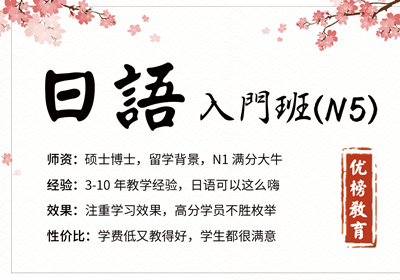 日語 入門班(N5)
师资：硕士博士，留学背景，N1 满分大牛
经验：3-10 年教学经验，日语可以这么嗨
效果：注重学习效果，高分学员不胜枚举
性价比：学费低又教得好，学生都很满意
优榜教育